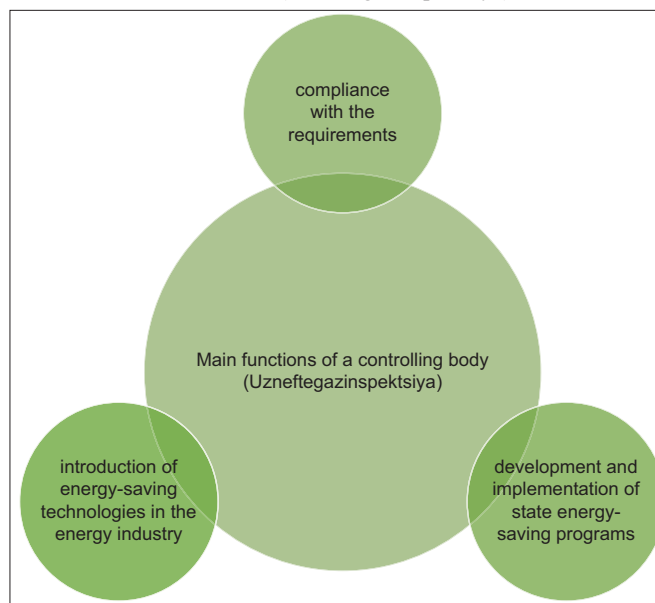 compliance
with the
requirements
Main functions of a controlling body
(Uzneftegazinspektsiya)
introduction of
energy-saving
technologies in the
energy industry
development and
implementation of
state energy-
saving programs